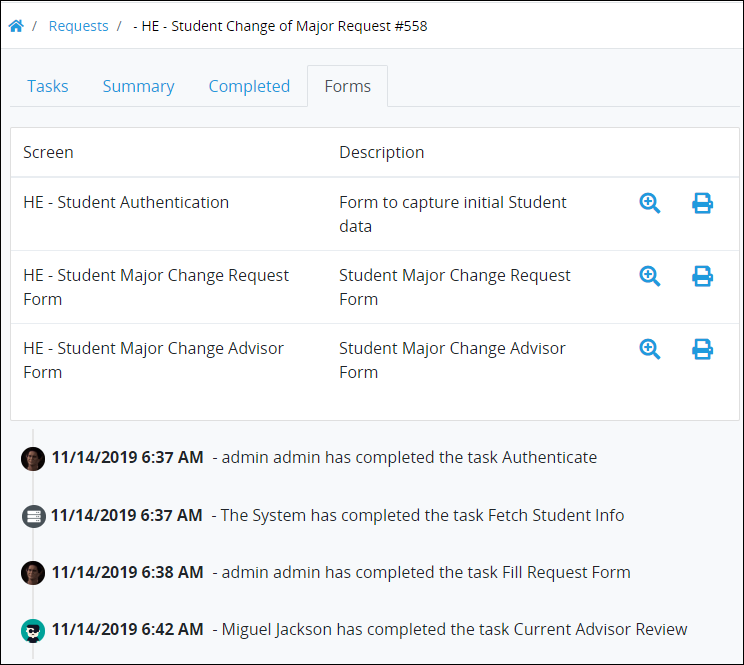 / Requests / - HE - Student Change of Major Request #558
Tasks Summary Completed Forms
Screen Description
HE - Student Authentication Form to capture initial Student
data
HE - Student Major Change Request Student Major Change Request
Form Form
HE - Student Major Change Advisor Student Major Change Advisor
Form Form
11/14/2019 6:37 AM - admin admin has completed the task Authenticate
11/14/2019 6:37 AM - The System has completed the task Fetch Student Info
11/14/2019 6:38 AM - admin admin has completed the task Fill Request Form
11/14/2019 6:42 AM - Miguel Jackson has completed the task Current Advisor Review